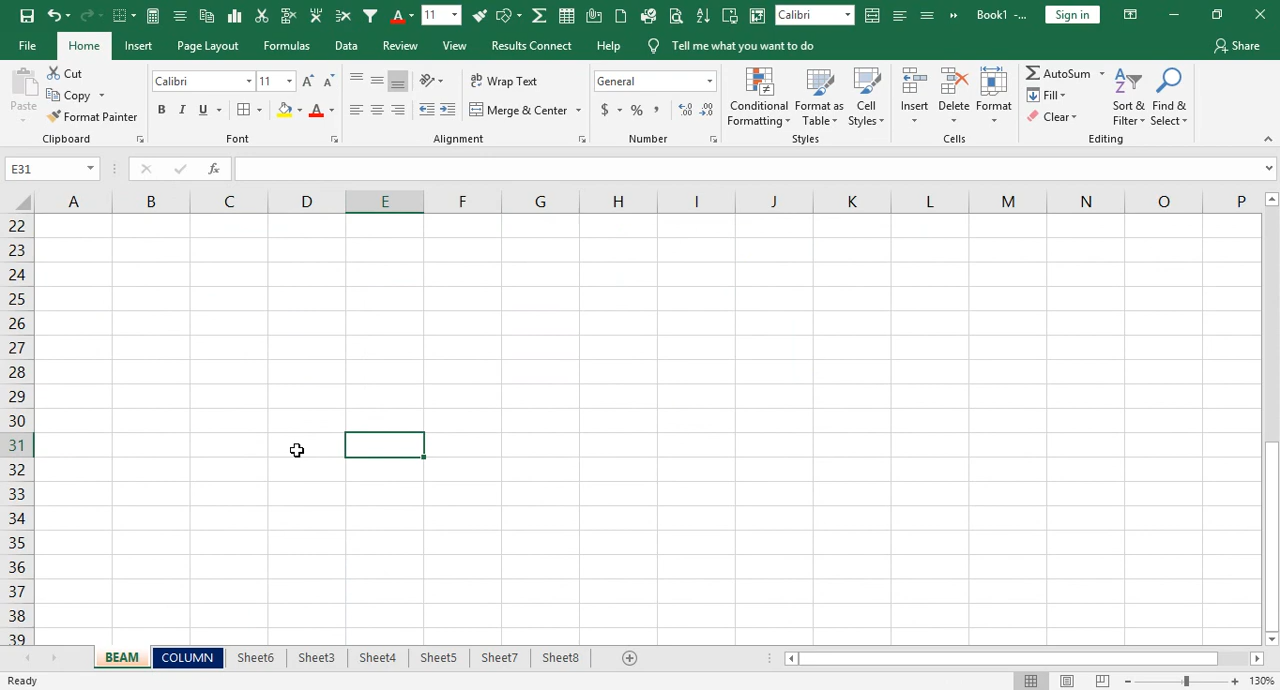 11 Calibri Book1 -... Sign in
File Home Insert Page Layout Formulas Data Review View Results Connect Help Tell me what you want to do Share
Paste Cut Copy Format Painter
Calibri 11 Wrap Text General AutoSum Fill Clear
B I U A Merge & Center $ % ,
Conditional Formatting Format as Table Cell Styles Insert Delete Format Sort & Filter Find & Select
Clipboard Font Alignment Number Styles Cells Editing
E31 fx
A B C D E F G H I J K L M N O P
22
23
24
25
26
27
28
29
30
31
32
33
34
35
36
37
38
39
BEAM COLUMN Sheet6 Sheet3 Sheet4 Sheet5 Sheet7 Sheet8
Ready 130%